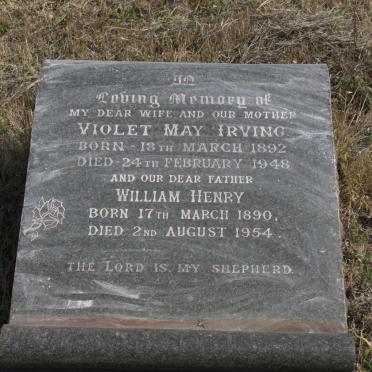 In
Loving Memory of
MY DEAR WIFE AND OUR MOTHER
VIOLET MAY IRVING
BORN - 18TH MARCH 1892
DIED - 24TH FEBRUARY 1948
AND OUR DEAR FATHER
WILLIAM HENRY
BORN 17TH MARCH 1890,
DIED 2ND AUGUST 1954.
THE LORD IS MY SHEPHERD.